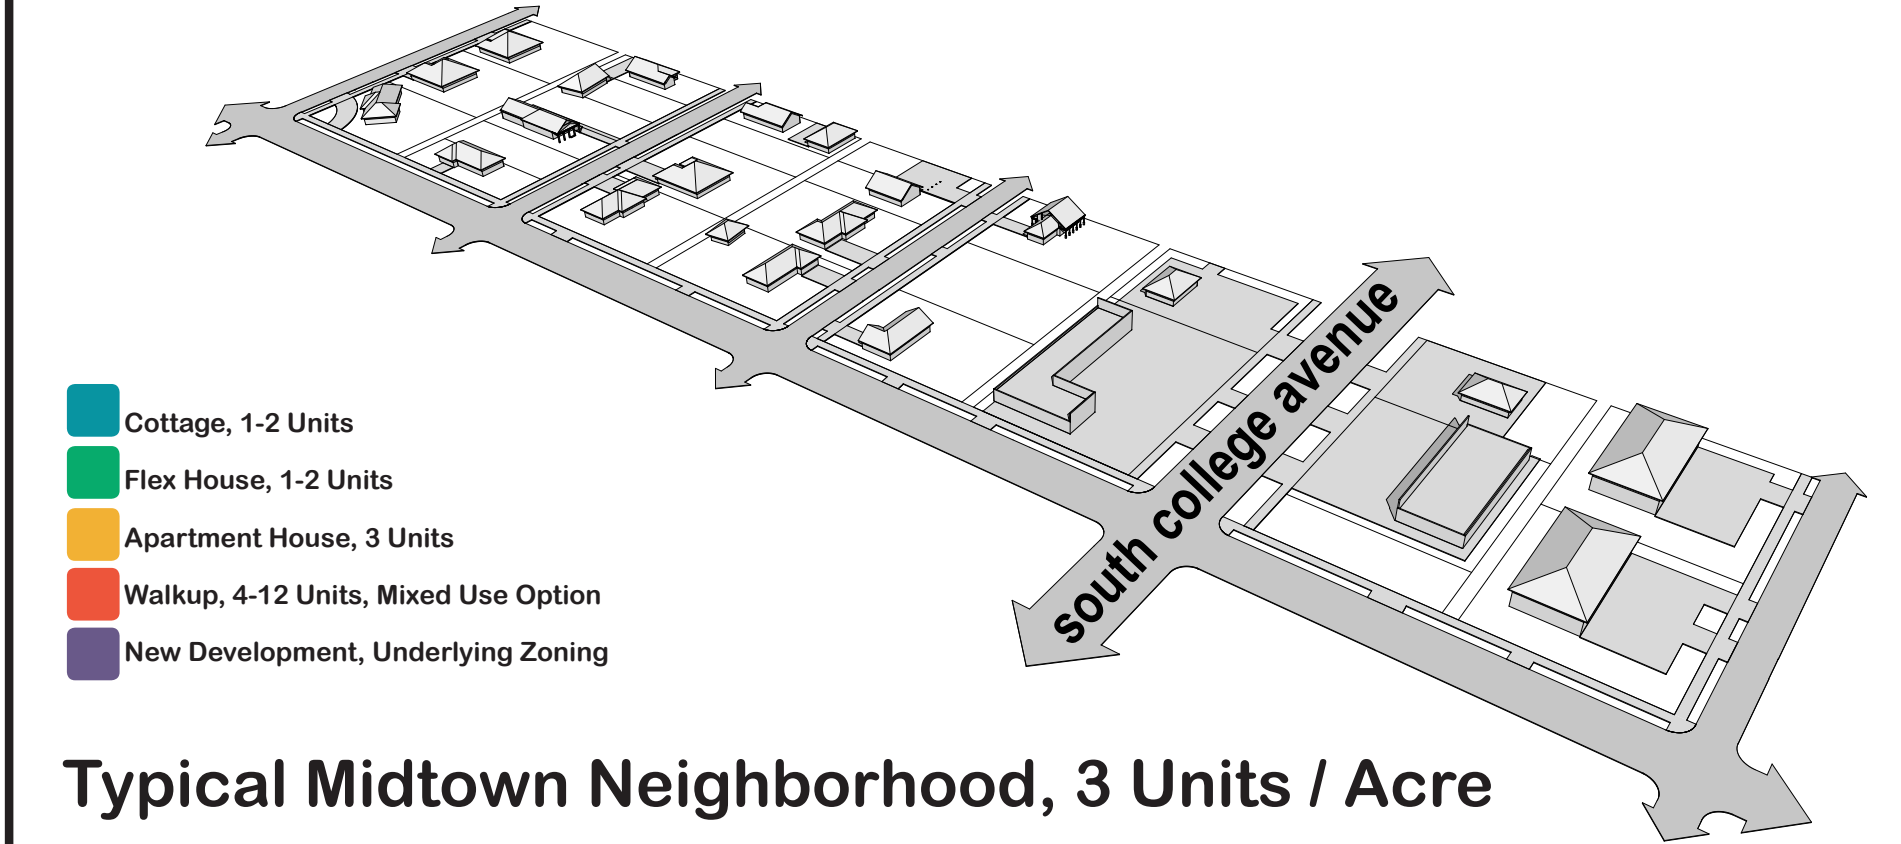 south college avenue
Cottage, 1-2 Units
Flex House, 1-2 Units
Apartment House, 3 Units
Walkup, 4-12 Units, Mixed Use Option
New Development, Underlying Zoning
Typical Midtown Neighborhood, 3 Units / Acre